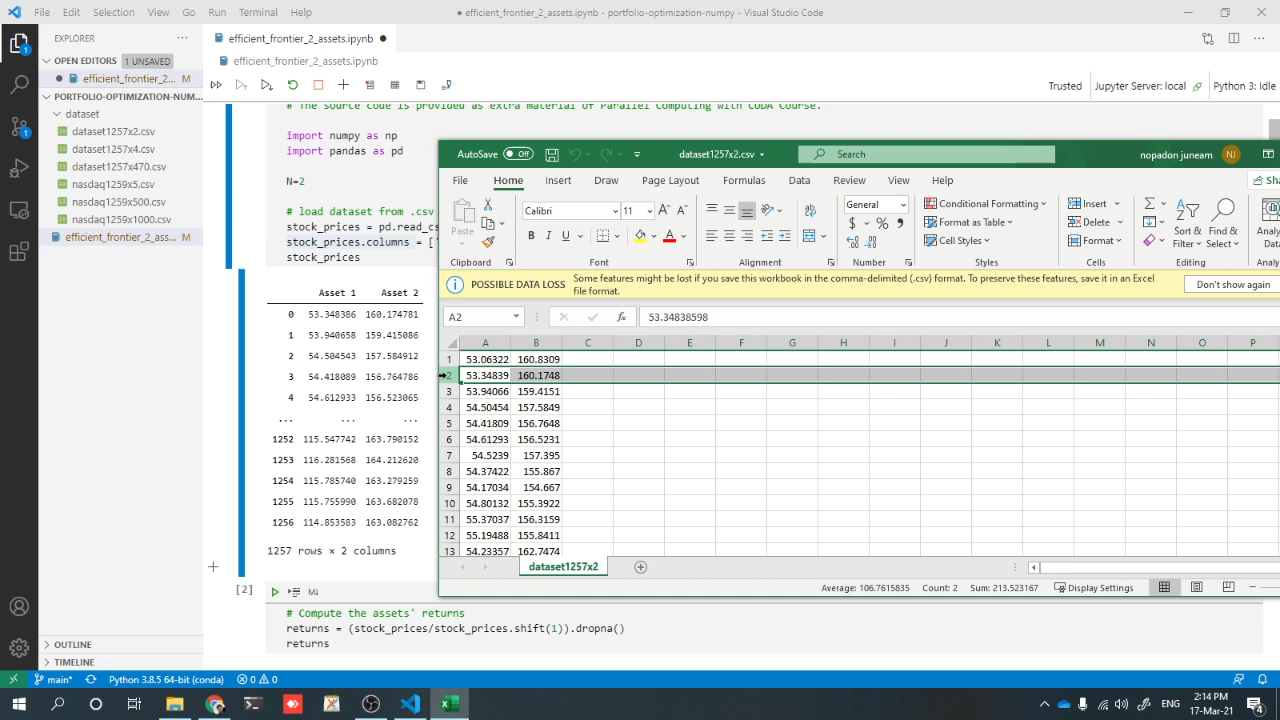 File Edit Selection View Go Run Terminal Help
● efficient_frontier_2_assets.ipynb - portfolio-optimization-numpy - Visual Studio Code
EXPLORER
OPEN EDITORS 1 UNSAVED
efficient_frontier_2... M
PORTFOLIO-OPTIMIZATION-NUM...
dataset
dataset1257x2.csv
dataset1257x4.csv
dataset1257x470.csv
nasdaq1259x5.csv
nasdaq1259x500.csv
nasdaq1259x1000.csv
efficient_frontier_2_ass... M
OUTLINE
TIMELINE
efficient_frontier_2_assets.ipynb ●
efficient_frontier_2_assets.ipynb
Trusted Jupyter Server: local Python 3: Idle
# The source code is provided as extra material of Parallel Computing with CUDA Course.
import numpy as np
import pandas as pd
N=2
# load dataset from .csv
stock_prices = pd.read_cs
stock_prices.columns = ['
stock_prices
Asset 1 Asset 2
0 53.348386 160.174781
1 53.940658 159.415086
2 54.504543 157.584912
3 54.418089 156.764786
4 54.612933 156.523065
... ... ...
1252 115.547742 163.790152
1253 116.281568 164.212620
1254 115.785740 163.279259
1255 115.755990 163.682078
1256 114.853583 163.082762
1257 rows × 2 columns
[2]
M↓
# Compute the assets' returns
returns = (stock_prices/stock_prices.shift(1)).dropna()
returns
AutoSave Off dataset1257x2.csv Search nopadon juneam NJ
File Home Insert Draw Page Layout Formulas Data Review View Help Sha
Paste Calibri 11 General Conditional Formatting Insert
B I U $ % Format as Table Delete Sort & Filter Find & Select Analy Dat
Cell Styles Format
Clipboard Font Alignment Number Styles Cells Editing Analy
POSSIBLE DATA LOSS Some features might be lost if you save this workbook in the comma-delimited (.csv) format. To preserve these features, save it in an Excel file format. Don't show again
A2 fx 53.34838598
A B C D E F G H I J K L M N O P
1 53.06322 160.8309
2 53.34839 160.1748
3 53.94066 159.4151
4 54.50454 157.5849
5 54.41809 156.7648
6 54.61293 156.5231
7 54.5239 157.395
8 54.37422 155.867
9 54.17034 154.667
10 54.80132 155.3922
11 55.37037 156.3159
12 55.19488 155.8411
13 54.23357 162.7474
dataset1257x2
Average: 106.7615835 Count: 2 Sum: 213.523167 Display Settings
main* Python 3.8.5 64-bit (conda) 0 0
ENG
2:14 PM
17-Mar-21
4